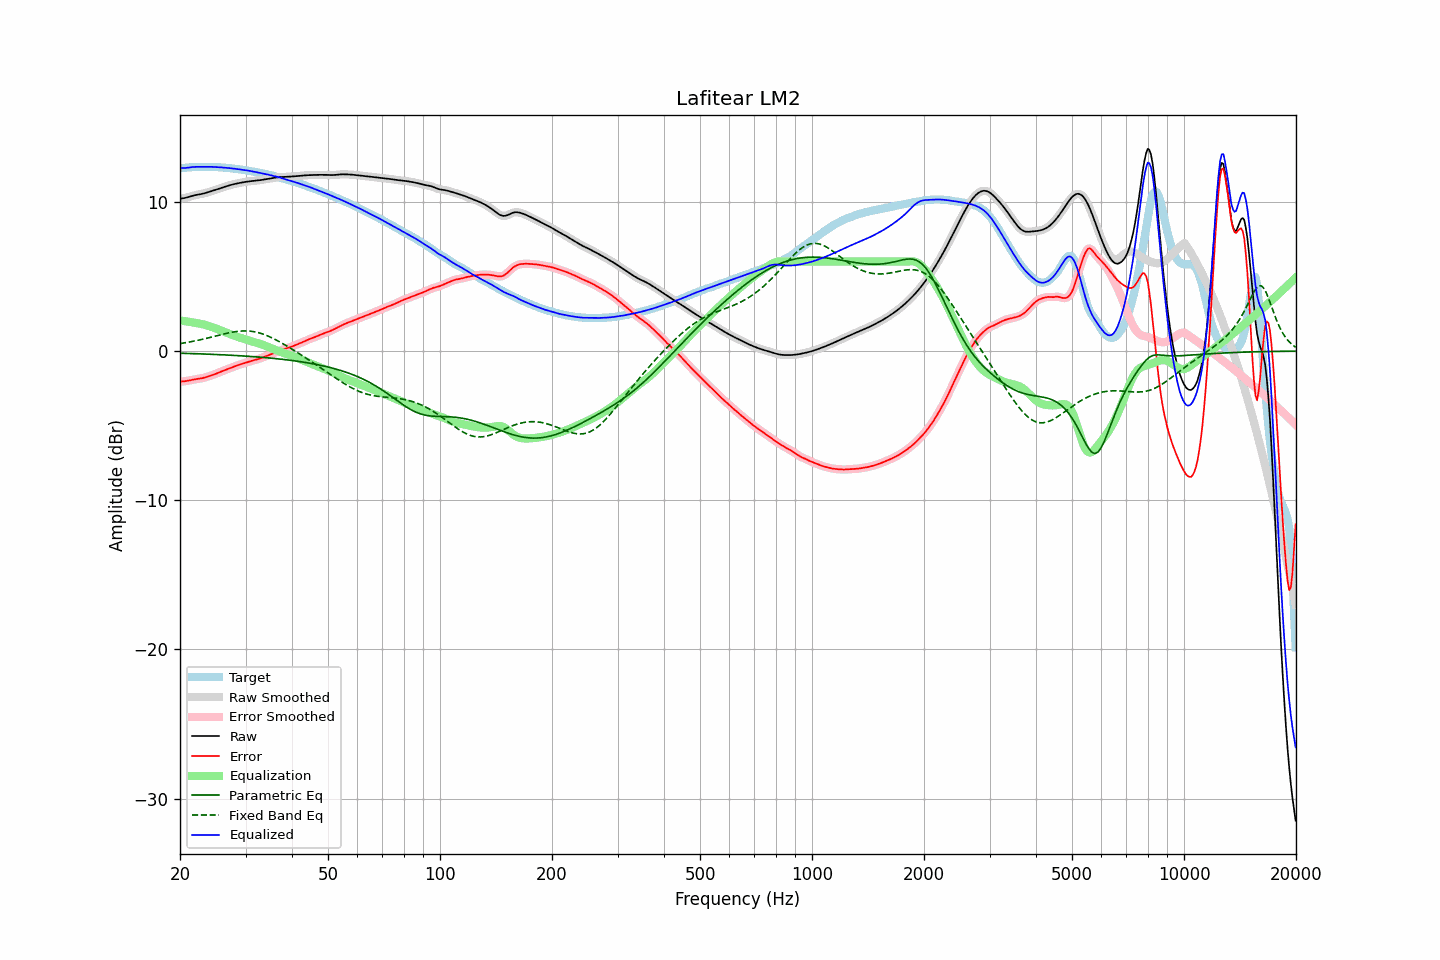 Lafitear LM2
Amplitude (dBr)
10
0
−10
−20
−30
Target
Raw Smoothed
Error Smoothed
Raw
Error
Equalization
Parametric Eq
Fixed Band Eq
Equalized
20 50 100 200 500 1000 2000 5000 10000 20000
Frequency (Hz)